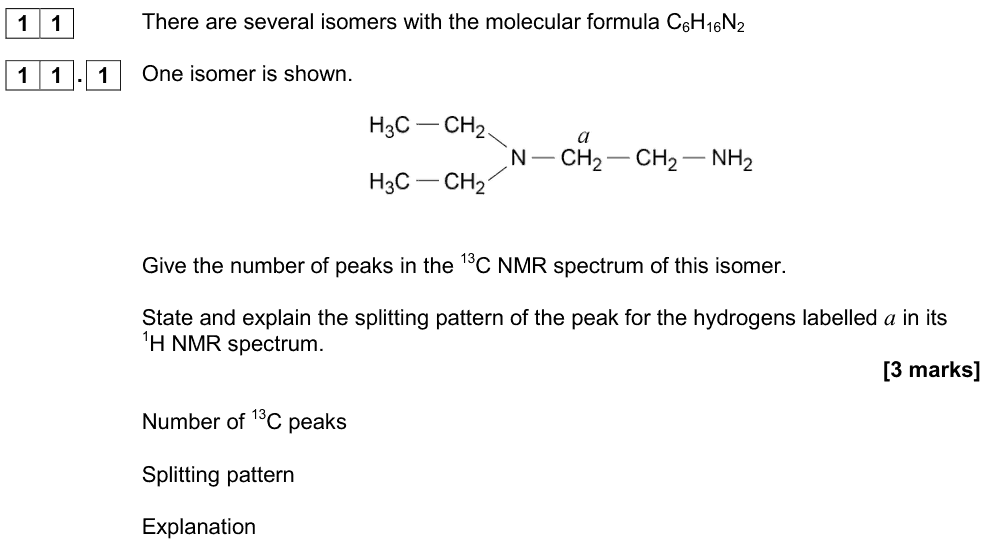 1 1 There are several isomers with the molecular formula C₆H₁₆N₂
1 1 . 1 One isomer is shown.
H₃C — CH₂
a
N — CH₂ — CH₂ — NH₂
H₃C — CH₂
Give the number of peaks in the ¹³C NMR spectrum of this isomer.
State and explain the splitting pattern of the peak for the hydrogens labelled a in its
¹H NMR spectrum.
[3 marks]
Number of ¹³C peaks
Splitting pattern
Explanation